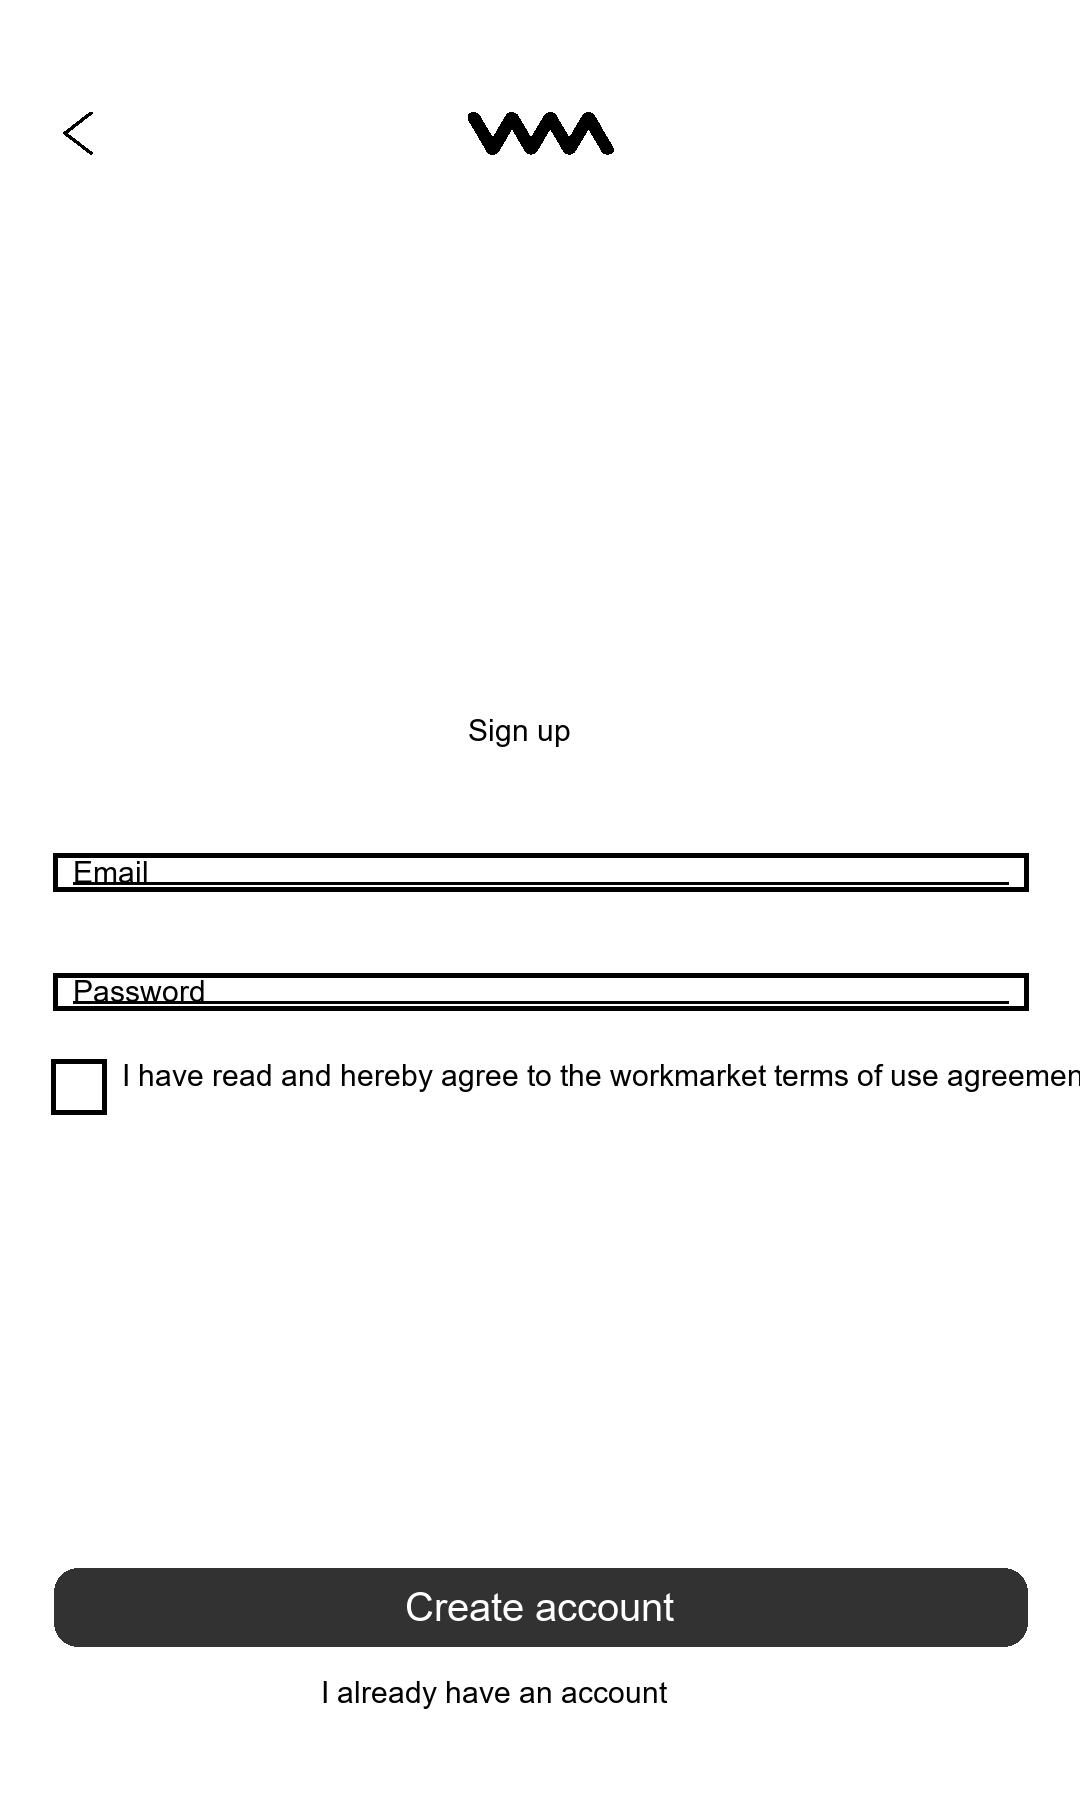 Sign up
Email
Password
I have read and hereby agree to the workmarket terms of use agreemen
Create account
I already have an account